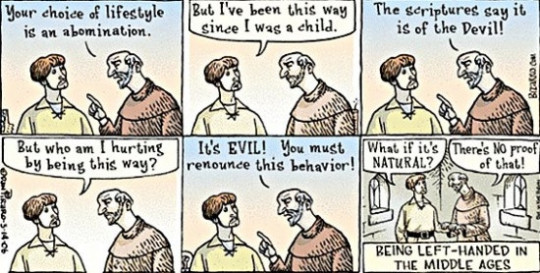 Your choice of lifestyle
is an abomination.
But I've been this way
since I was a child.
The scriptures say it
is of the Devil!
BIZARRO.COM
But who am I hurting
by being this way?
It's EVIL! You must
renounce this behavior!
What if it's
NATURAL?
There's NO proof
of that!
BEING LEFT-HANDED IN
THE MIDDLE AGES